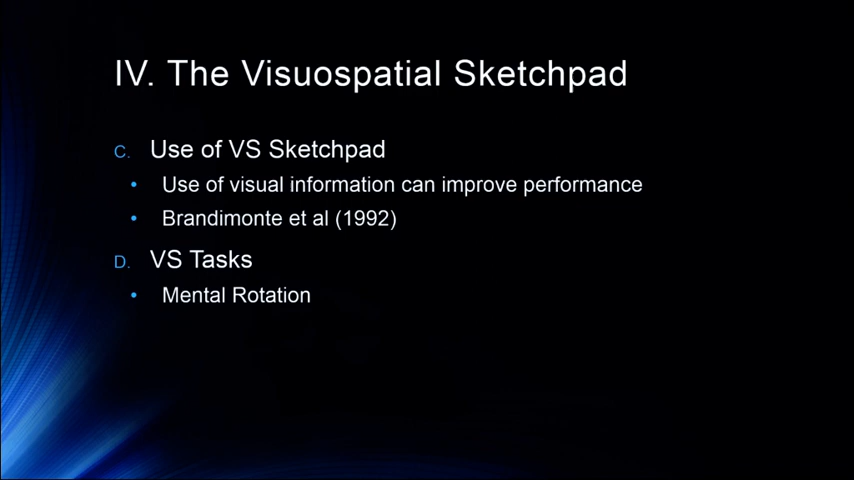 IV. The Visuospatial Sketchpad
C. Use of VS Sketchpad
• Use of visual information can improve performance
• Brandimonte et al (1992)
D. VS Tasks
• Mental Rotation